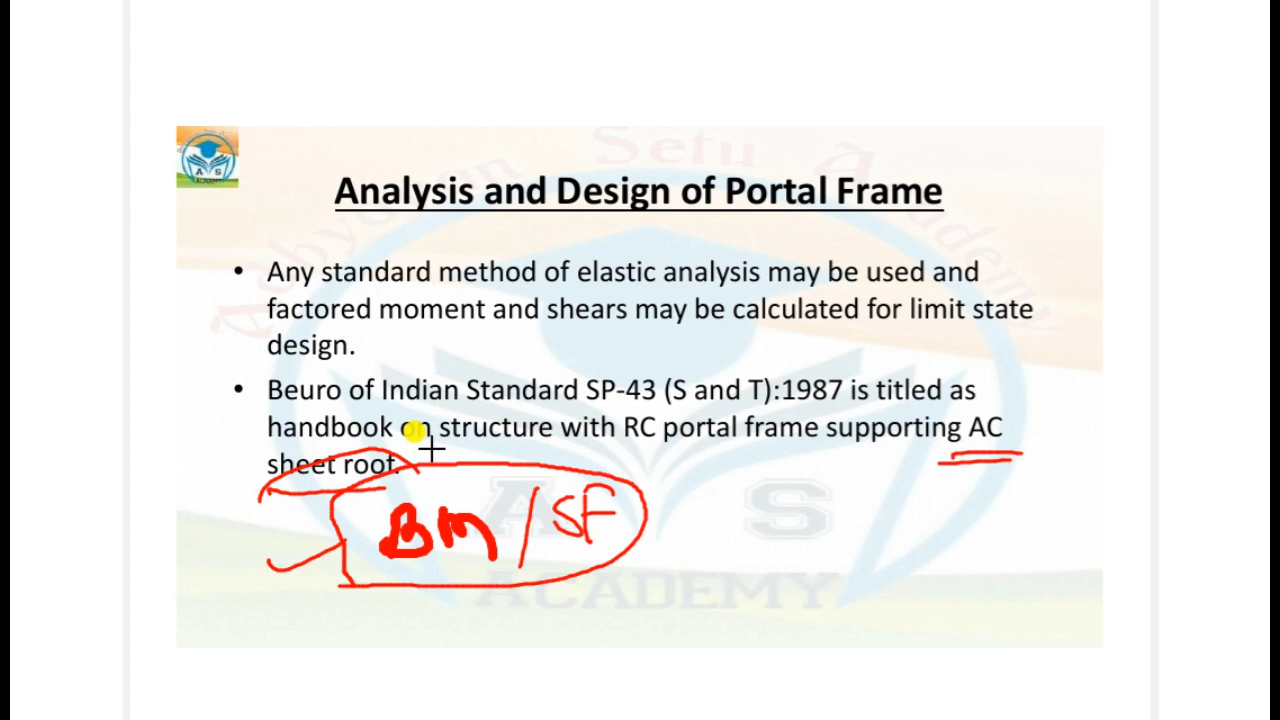 Analysis and Design of Portal Frame
• Any standard method of elastic analysis may be used and
factored moment and shears may be calculated for limit state
design.
• Beuro of Indian Standard SP-43 (S and T):1987 is titled as
handbook on structure with RC portal frame supporting AC
sheet roof.
BM / SF
A S
ACADEMY